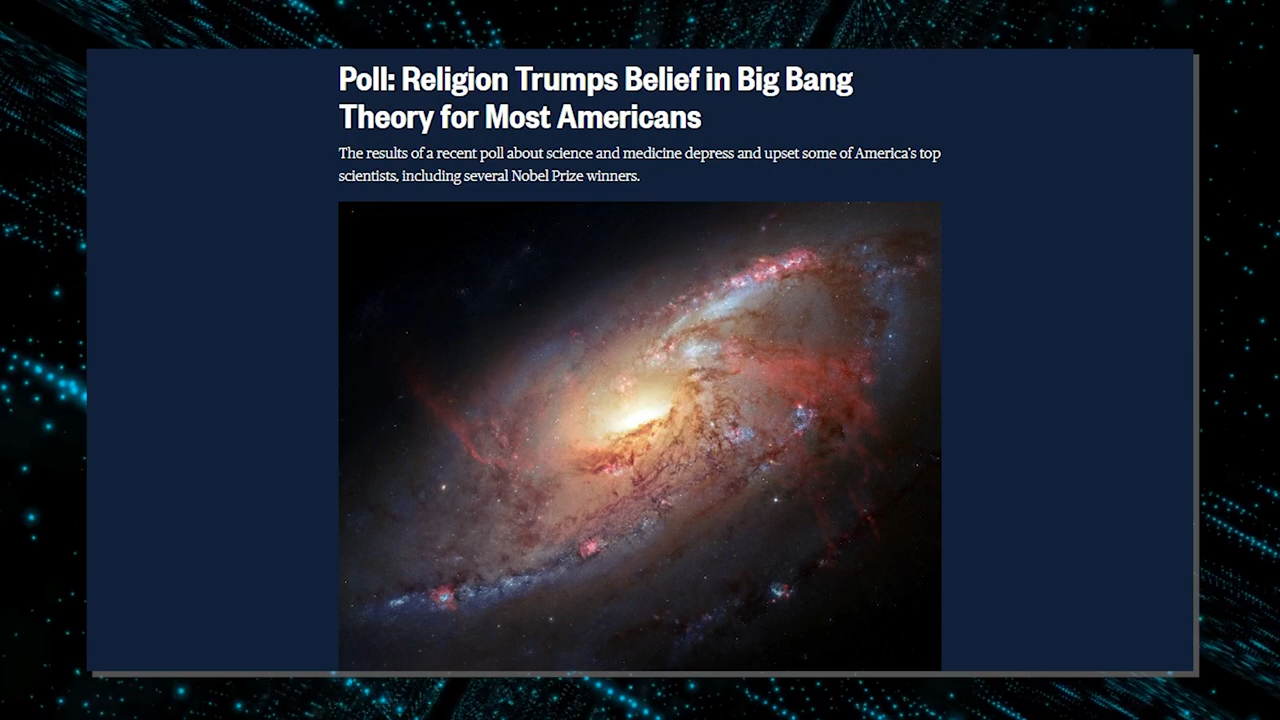 Poll: Religion Trumps Belief in Big Bang
Theory for Most Americans
The results of a recent poll about science and medicine depress and upset some of America's top
scientists, including several Nobel Prize winners.